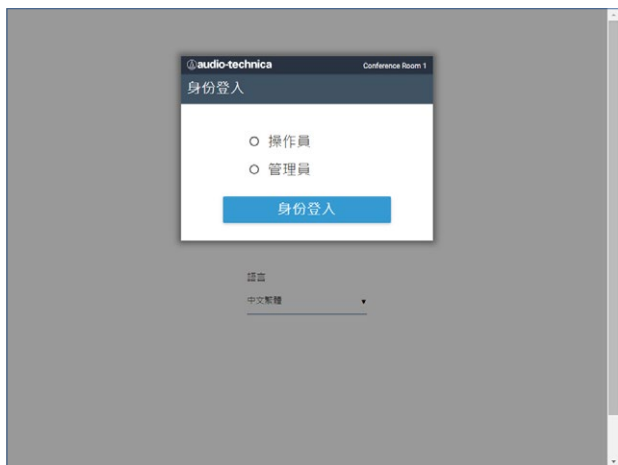 audio-technica
Conference Room 1
身份登入
操作員
管理員
身份登入
語言
中文繁體